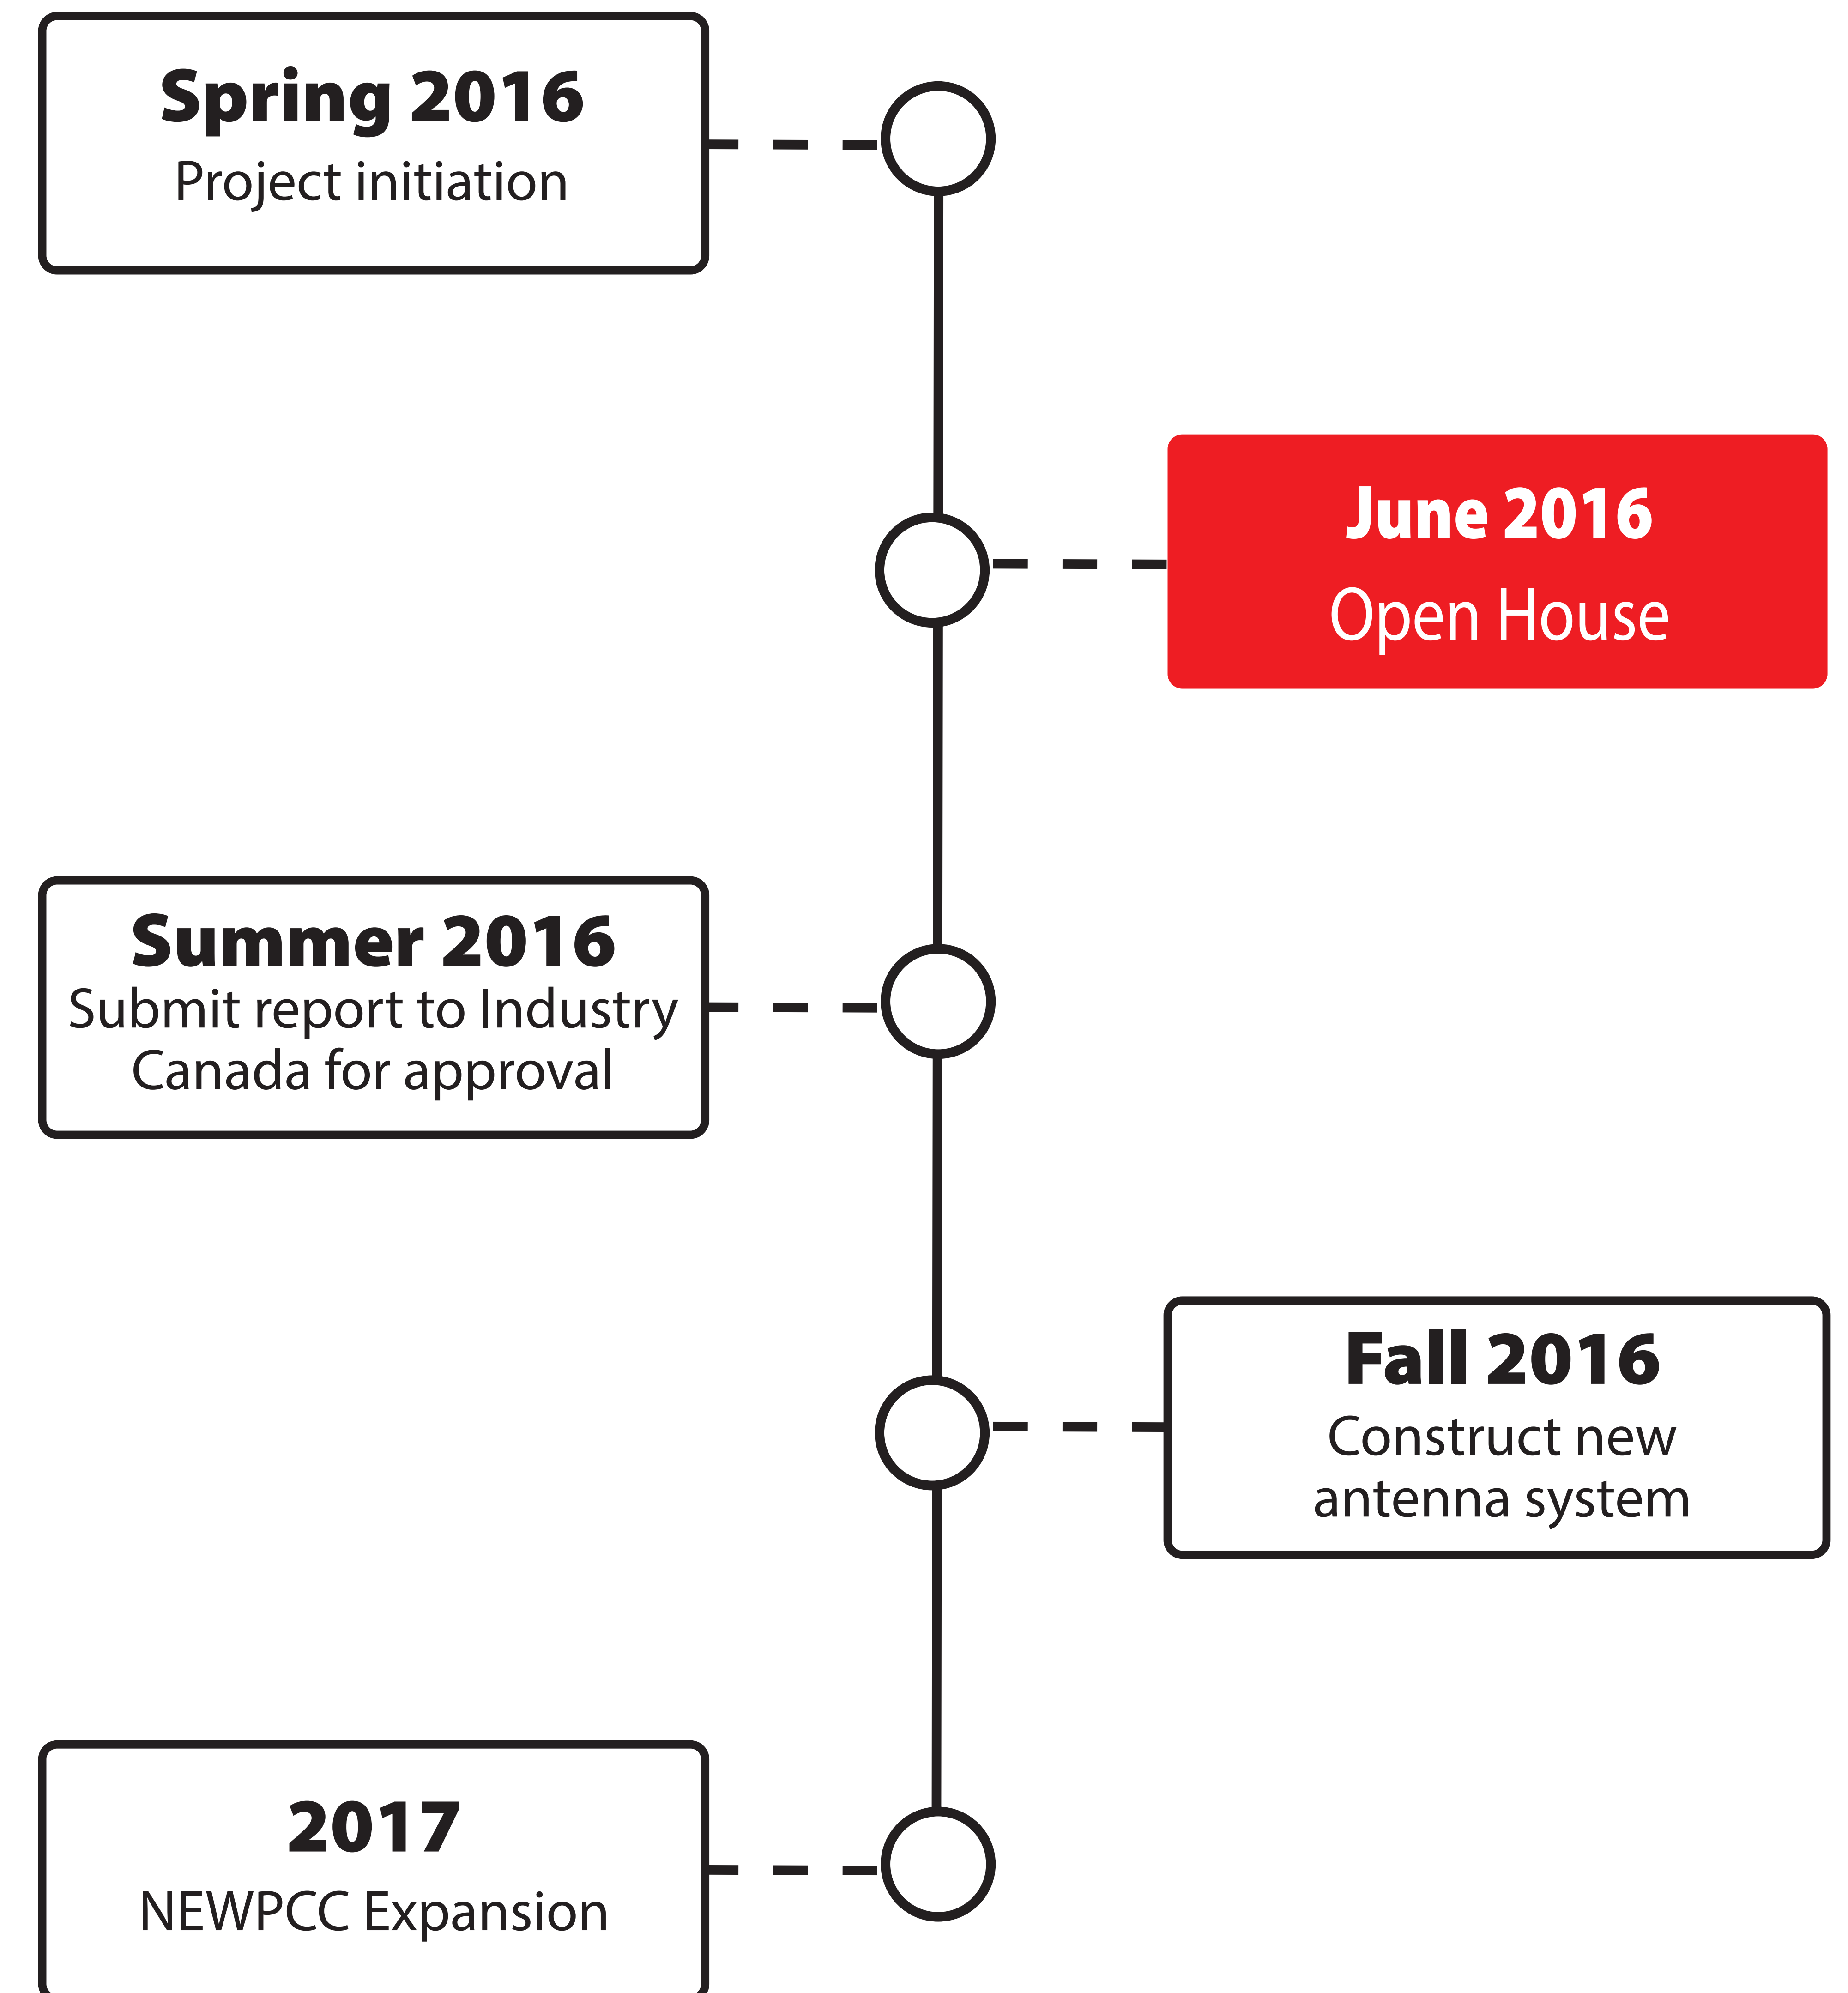 Spring 2016
Project initiation
June 2016
Open House
Summer 2016
Submit report to Industry
Canada for approval
Fall 2016
Construct new
antenna system
2017
NEWPCC Expansion